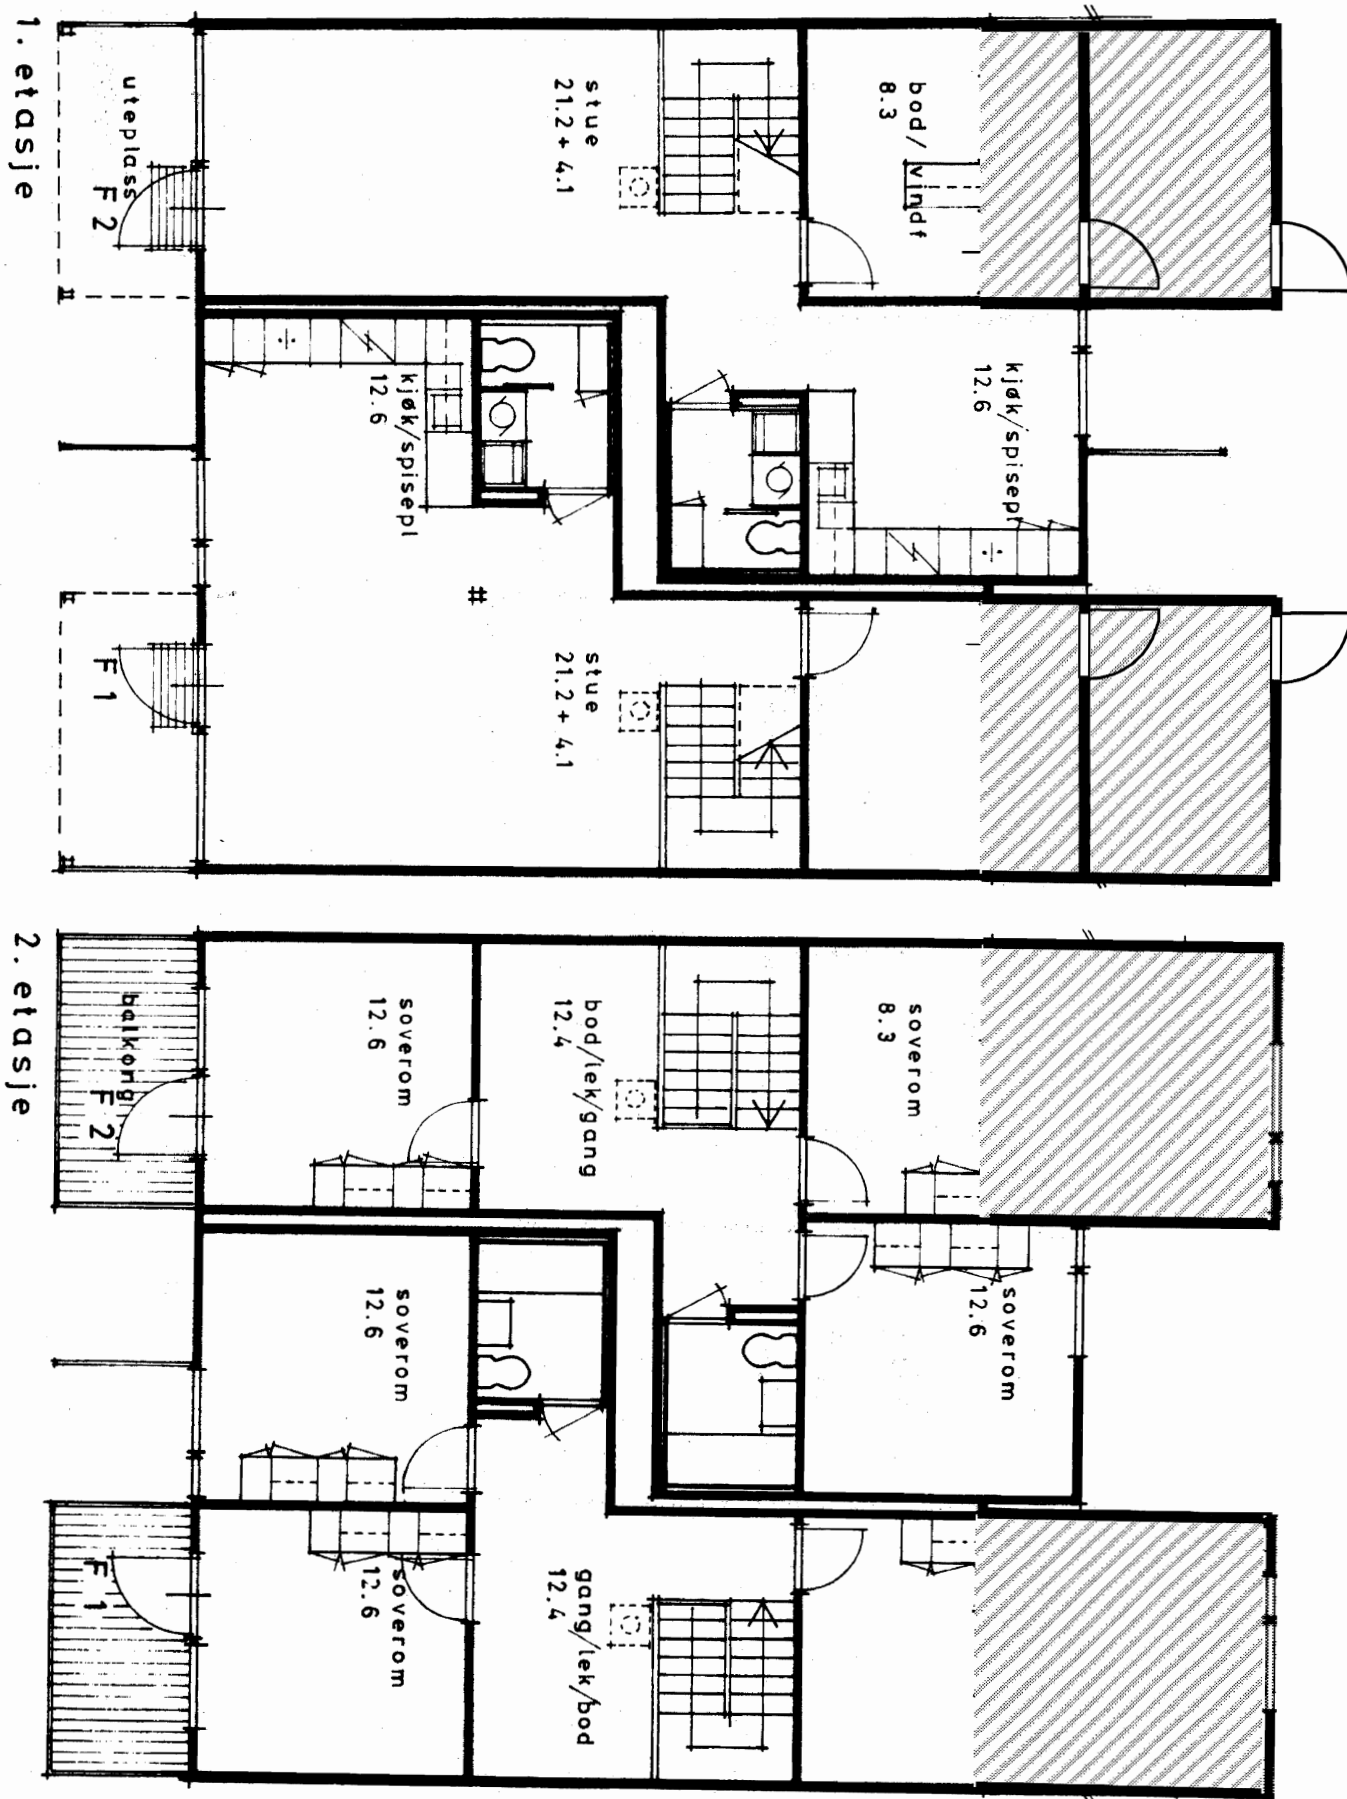 1. etasje
uteplass
F 2
stue
21.2 + 4.1
bod/vindf
8.3
kjøk/spisepl
12.6
kjøk/spisepl
12.6
F 1
stue
21.2 + 4.1
2. etasje
balkong
F 2
soverom
12.6
bod/lek/gang
12.4
soverom
8.3
soverom
12.6
soverom
12.6
F 1
soverom
12.6
gang/lek/bod
12.4